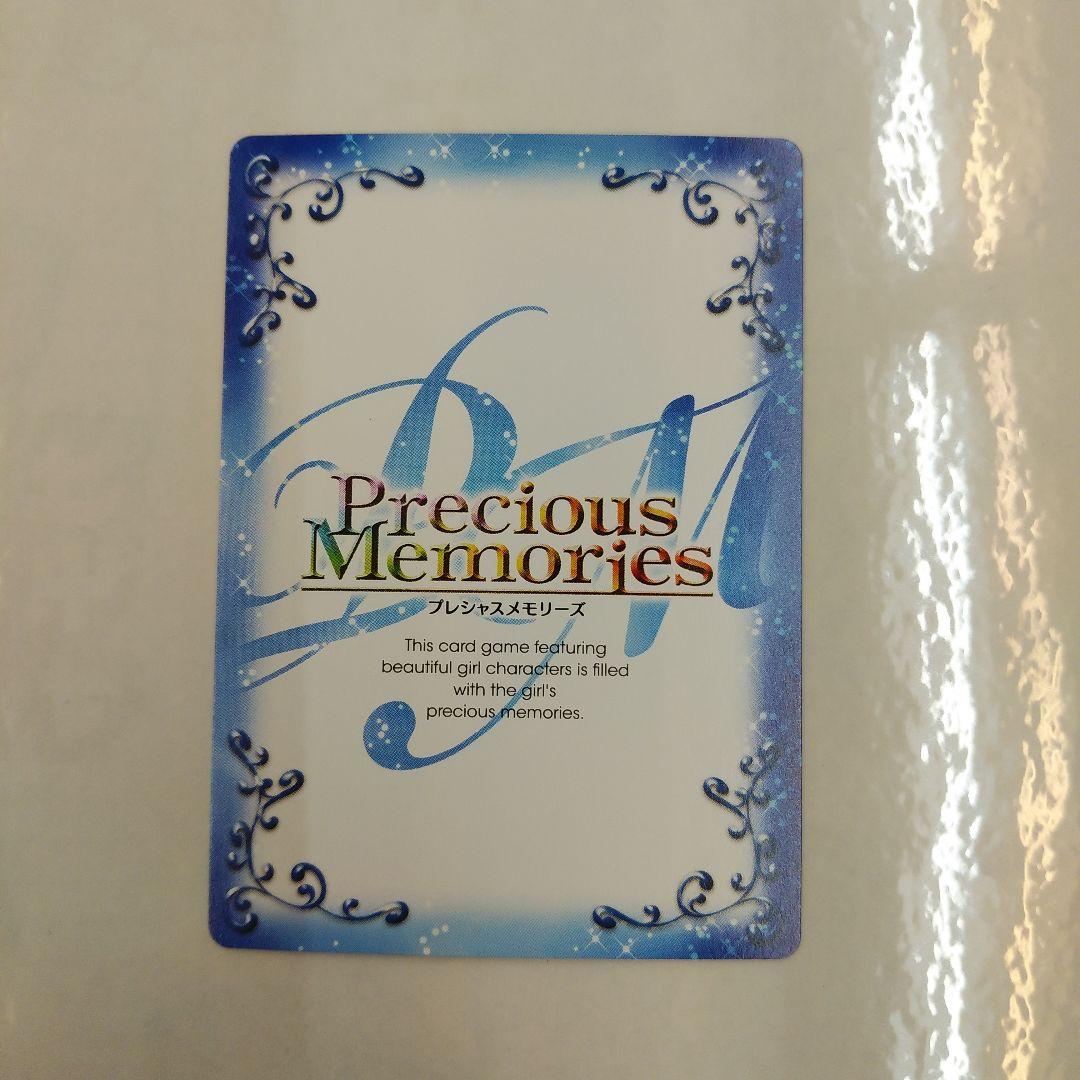 PM
Precious
Memories
プレシャスメモリーズ
This card game featuring
beautiful girl characters is filled
with the girl's
precious memories.